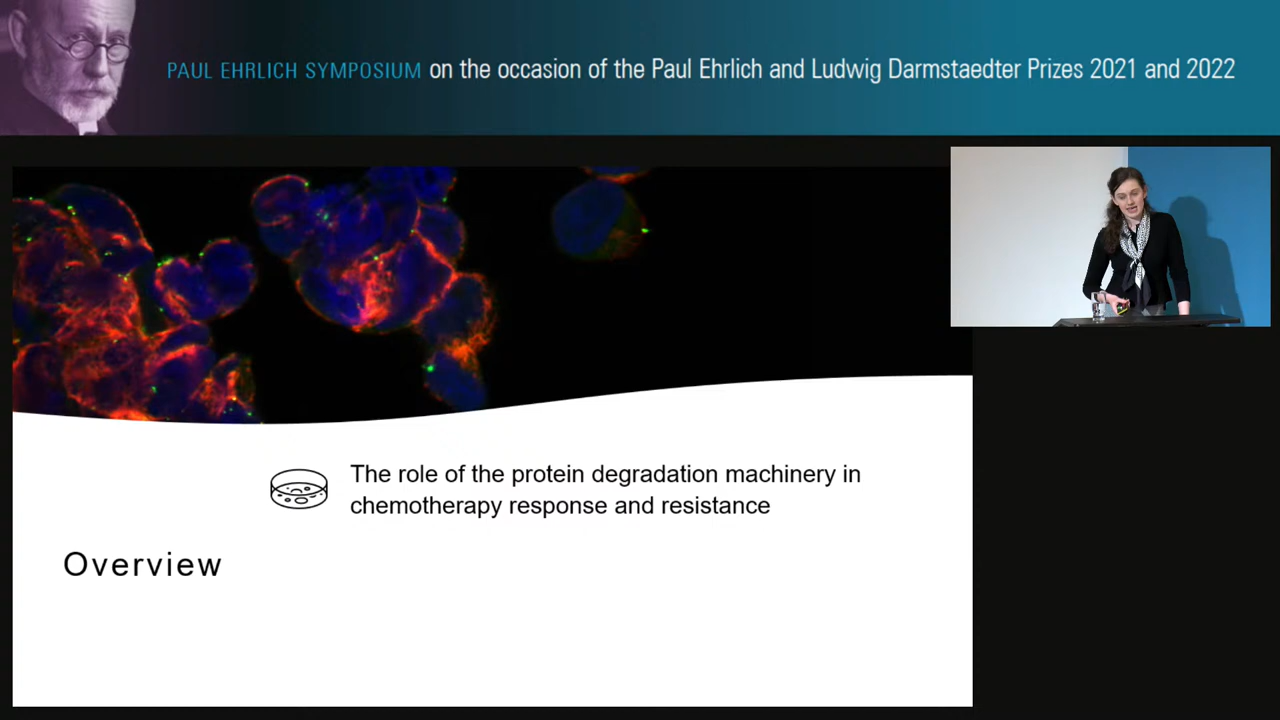 PAUL EHRLICH SYMPOSIUM on the occasion of the Paul Ehrlich and Ludwig Darmstaedter Prizes 2021 and 2022
The role of the protein degradation machinery in
chemotherapy response and resistance
Overview